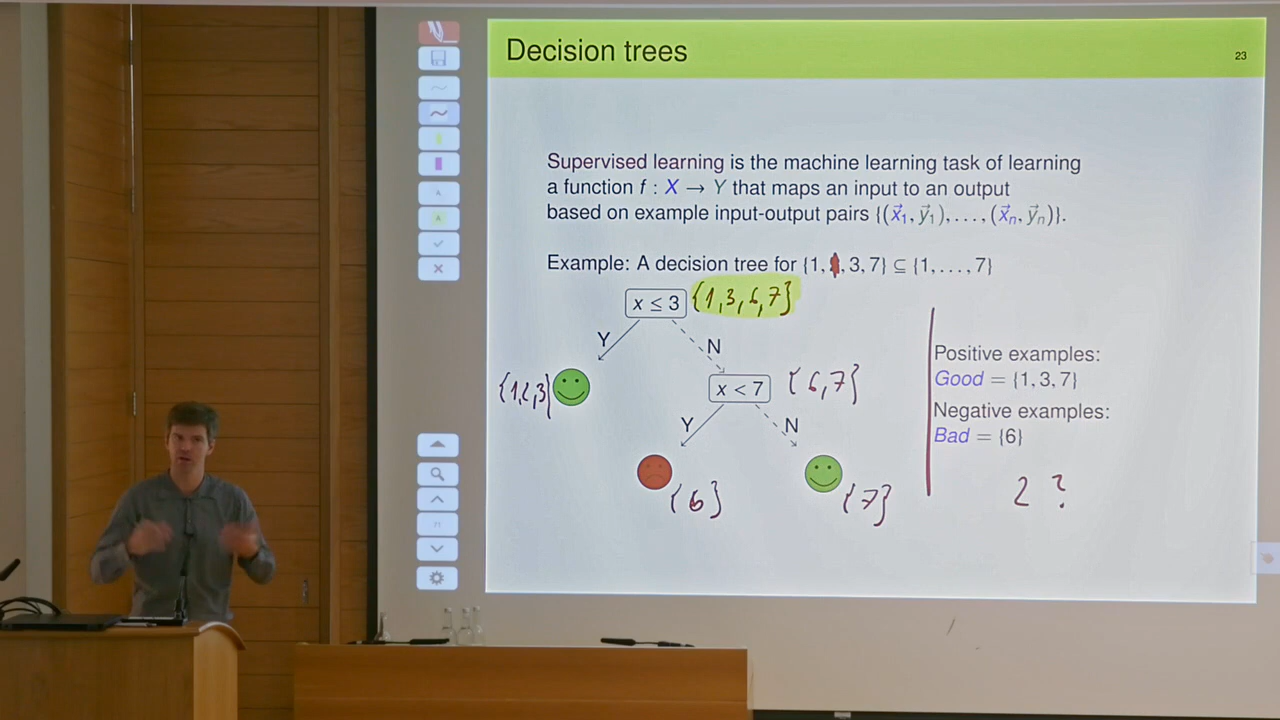 Decision trees
23
Supervised learning is the machine learning task of learning
a function f : X → Y that maps an input to an output
based on example input-output pairs {(x⃗₁, y⃗₁), . . . , (x⃗ₙ, y⃗ₙ)}.
Example: A decision tree for {1, , 3, 7} ⊆ {1, . . . , 7}
x ≤ 3 {1,3,6,7}
Y N
{1,2,3}
x < 7 {6,7}
Y N
{6} {7}
Positive examples:
Good = {1, 3, 7}
Negative examples:
Bad = {6}
2 ?